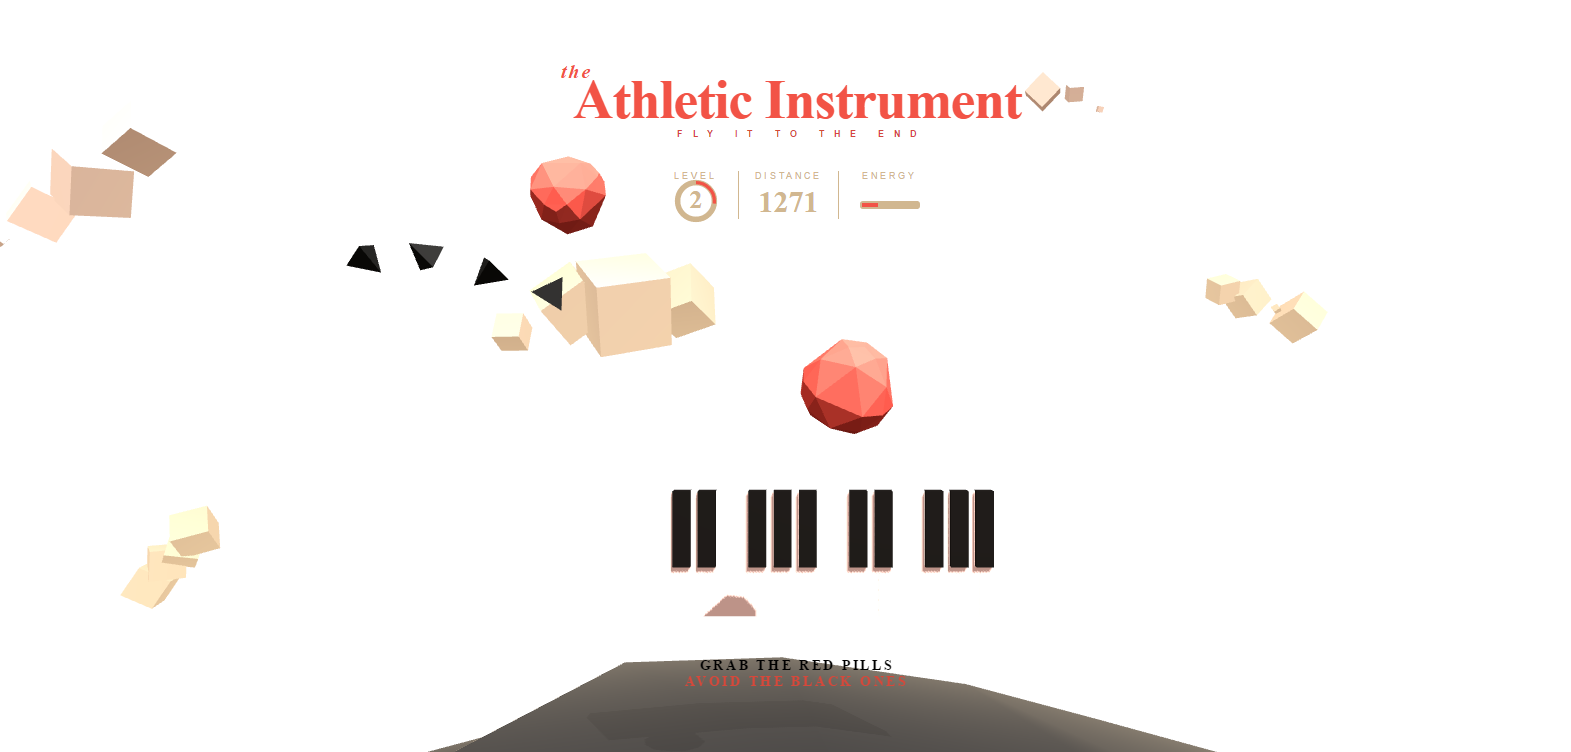 the
Athletic Instrument
FLY IT TO THE END
LEVEL
2
DISTANCE
1271
ENERGY
GRAB THE RED PILLS
AVOID THE BLACK ONES